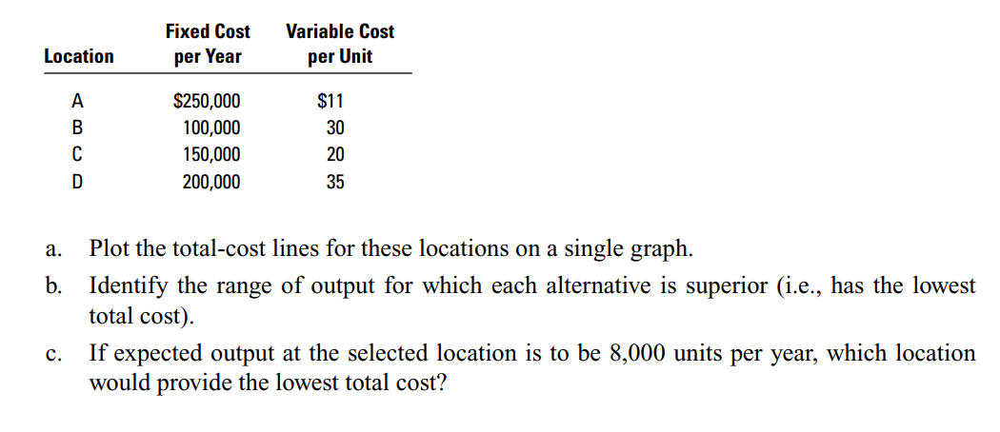 Fixed Cost Variable Cost
Location per Year per Unit
A $250,000 $11
B 100,000 30
C 150,000 20
D 200,000 35
a. Plot the total-cost lines for these locations on a single graph.
b. Identify the range of output for which each alternative is superior (i.e., has the lowest
total cost).
c. If expected output at the selected location is to be 8,000 units per year, which location
would provide the lowest total cost?